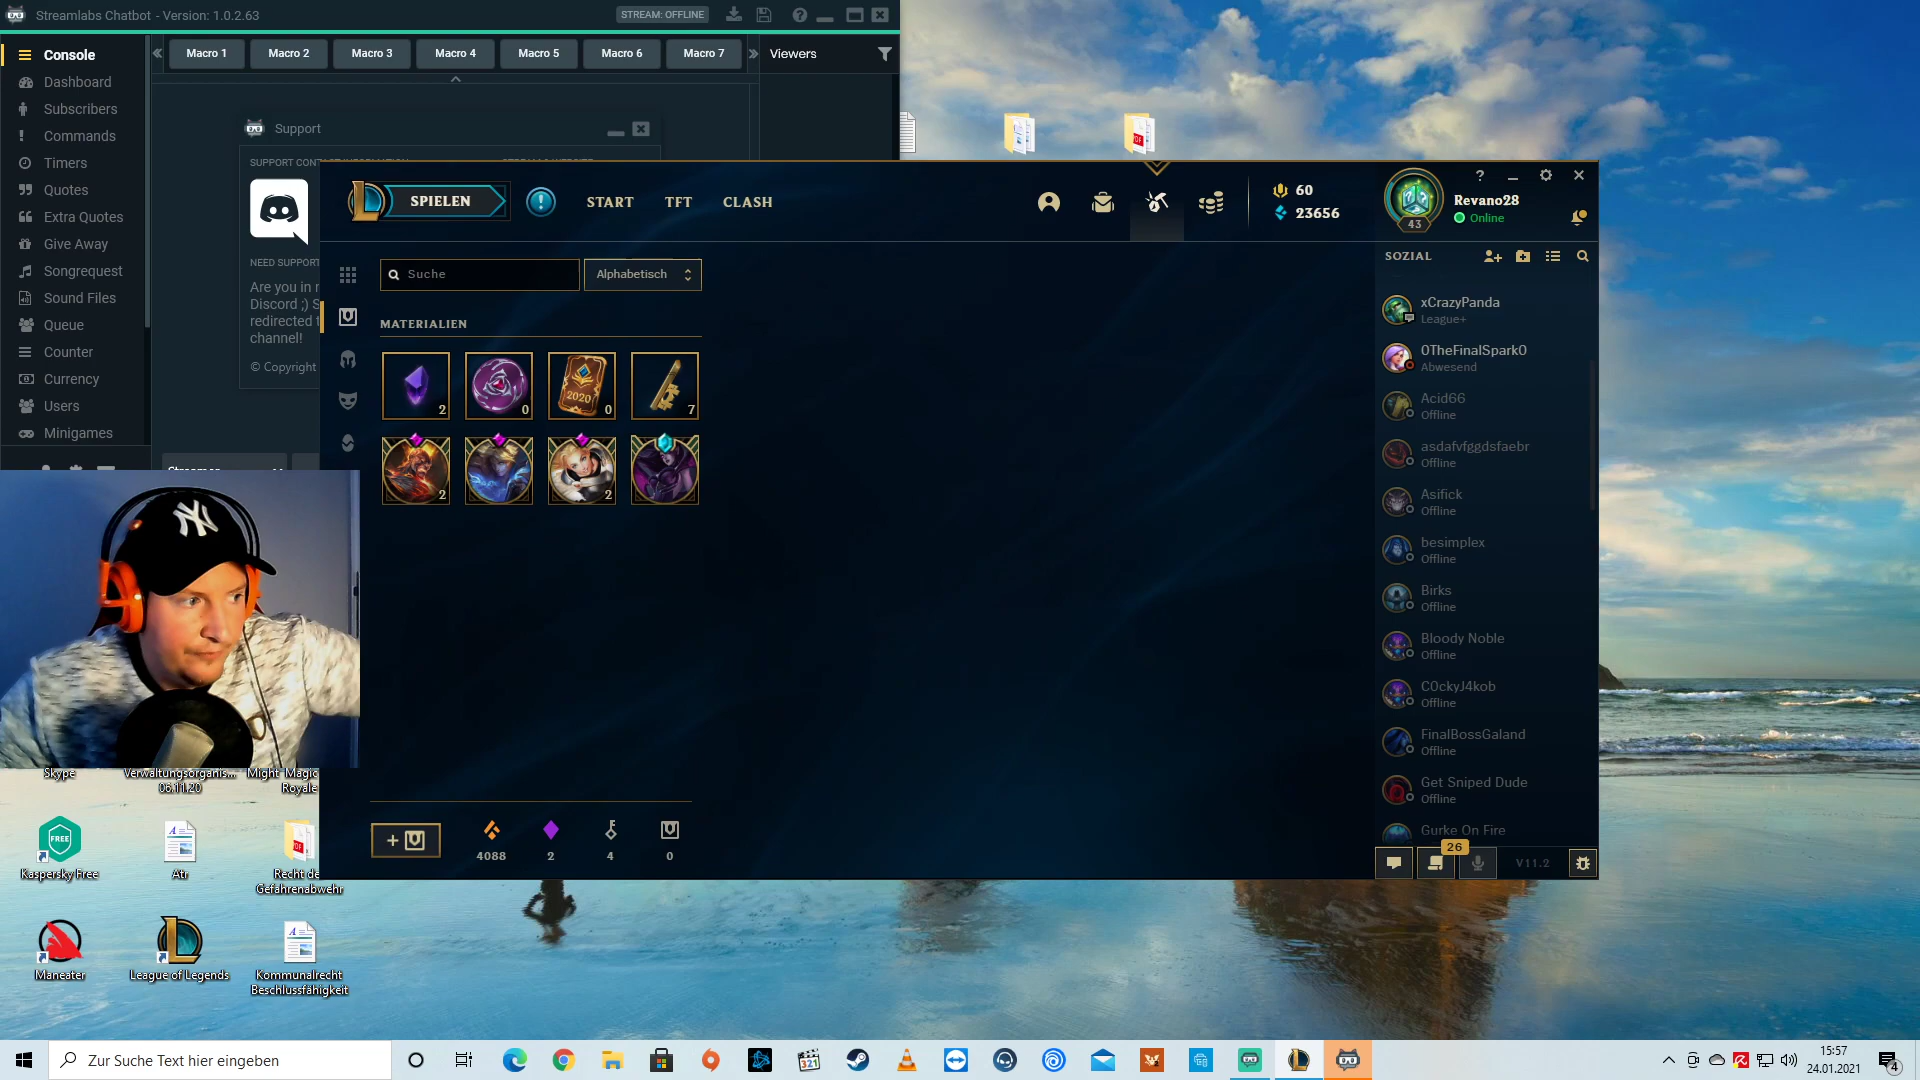 Streamlabs Chatbot - Version: 1.0.2.63
STREAM: OFFLINE
Console
Dashboard
Subscribers
Commands
Timers
Quotes
Extra Quotes
Give Away
Songrequest
Sound Files
Queue
Counter
Currency
Users
Minigames
Macro 1
Macro 2
Macro 3
Macro 4
Macro 5
Macro 6
Macro 7
Viewers
Support
NEED SUPPORT
Are you in
Discord ;) S
redirected
channel!
© Copyright
SPIELEN
START
TFT
CLASH
60
23656
43
Revano28
Online
Suche
Alphabetisch
MATERIALIEN
2
0
2020
0
7
2
2
4088
2
4
0
SOZIAL
xCrazyPanda
League+
0TheFinalSpark0
Abwesend
Acid66
Offline
asdafvfggdsfaebr
Offline
Asifick
Offline
besimplex
Offline
Birks
Offline
Bloody Noble
Offline
C0ckyJ4kob
Offline
FinalBossGaland
Offline
Get Sniped Dude
Offline
Gurke On Fire
26
V11.2
NY
Skype
Verwaltungsorganis...
06.11.20
Might Magic
Royale
FREE
Kaspersky Free
Atr
Recht de
Gefahrenabwehr
Maneater
League of Legends
Kommunalrecht
Beschlussfähigkeit
Zur Suche Text hier eingeben
321
15:57
24.01.2021
4